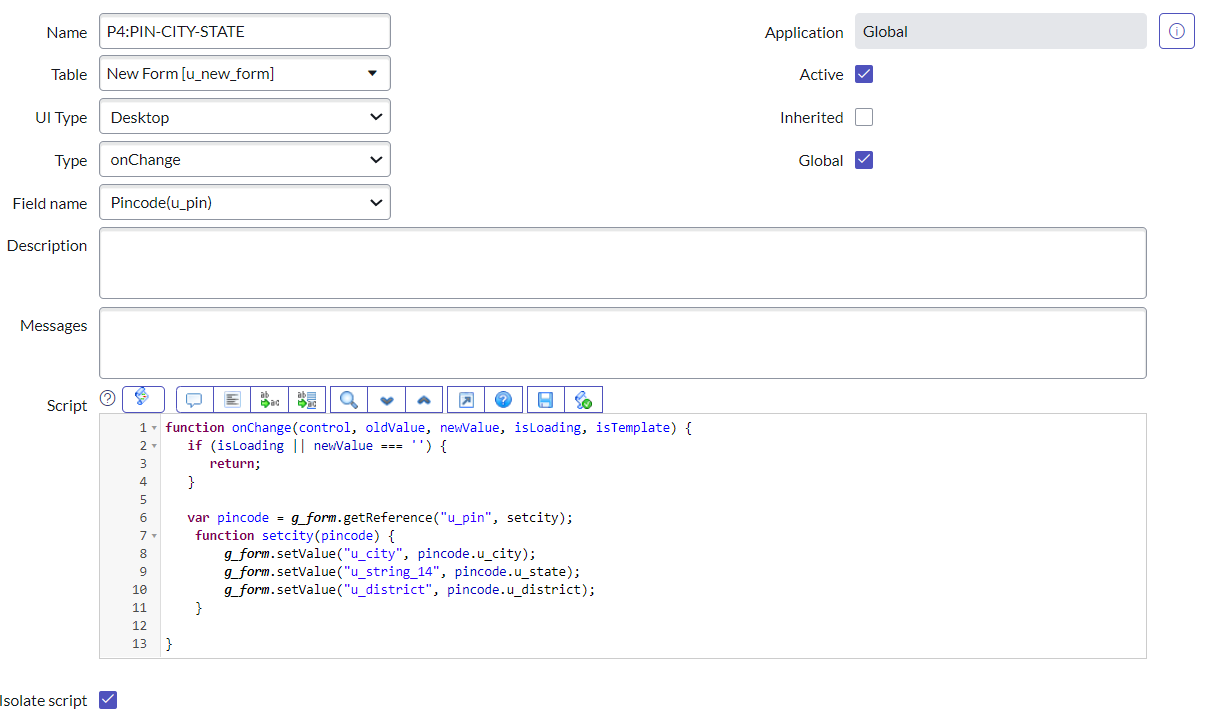 Name P4:PIN-CITY-STATE Application Global
Table New Form [u_new_form] Active
UI Type Desktop Inherited
Type onChange Global
Field name Pincode(u_pin)
Description
Messages
Script
1 function onChange(control, oldValue, newValue, isLoading, isTemplate) {
2 if (isLoading || newValue === '') {
3 return;
4 }
5
6 var pincode = g_form.getReference("u_pin", setcity);
7 function setcity(pincode) {
8 g_form.setValue("u_city", pincode.u_city);
9 g_form.setValue("u_string_14", pincode.u_state);
10 g_form.setValue("u_district", pincode.u_district);
11 }
12
13 }
Isolate script